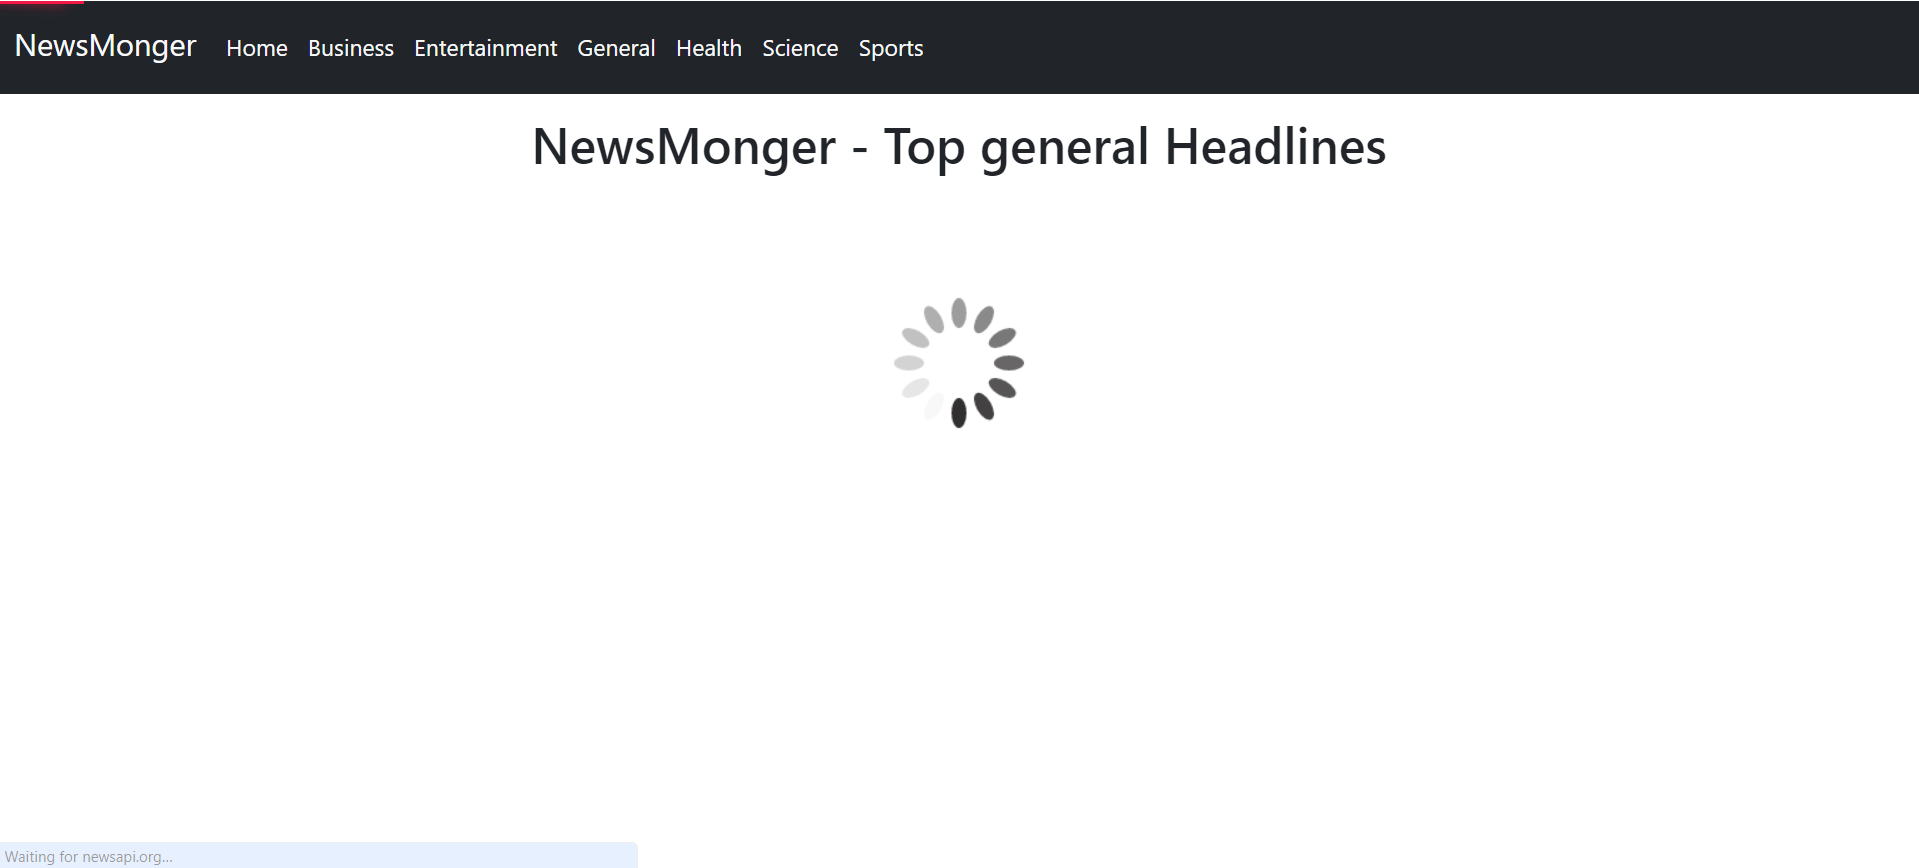 NewsMonger Home Business Entertainment General Health Science Sports
NewsMonger - Top general Headlines
Waiting for newsapi.org...